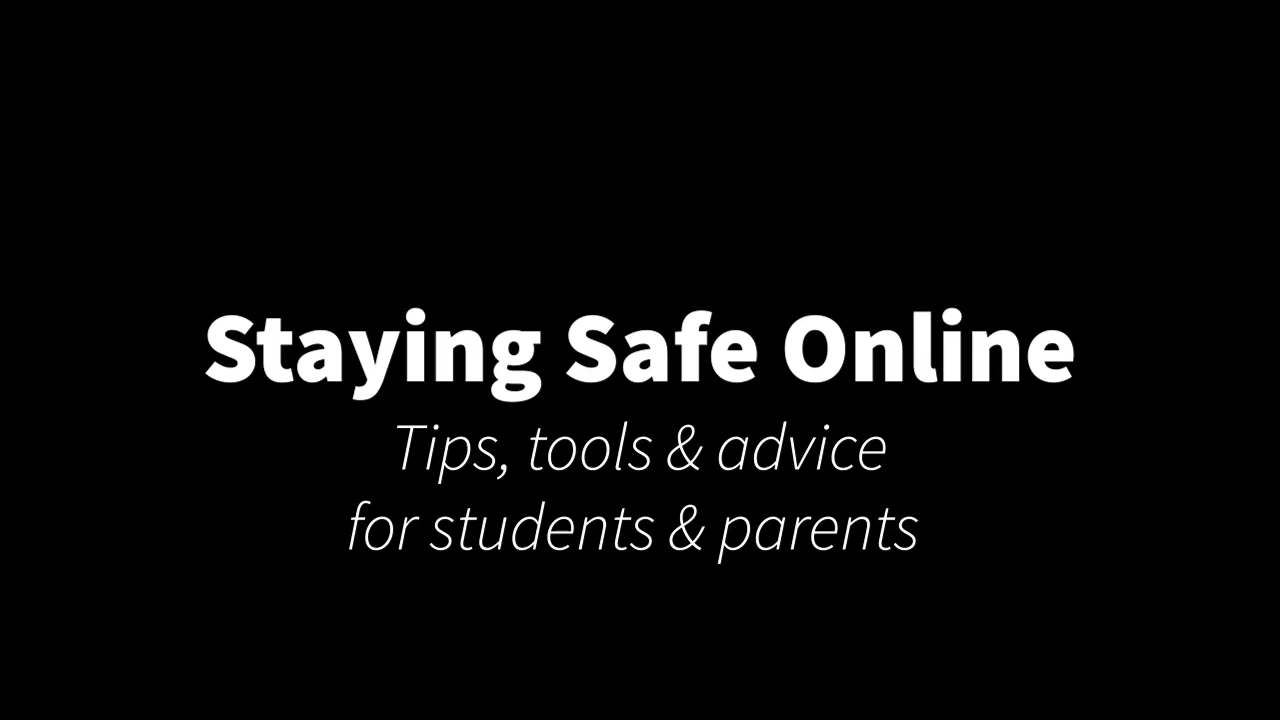 Staying Safe Online
Tips, tools & advice
for students & parents